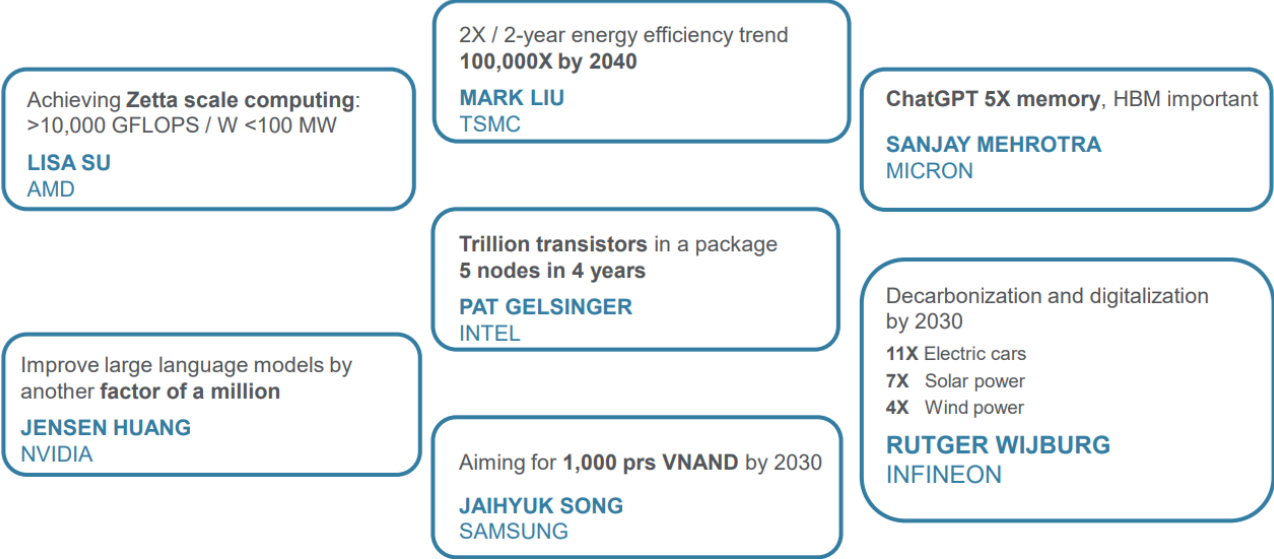 Achieving Zetta scale computing:
>10,000 GFLOPS / W <100 MW
LISA SU
AMD
2X / 2-year energy efficiency trend
100,000X by 2040
MARK LIU
TSMC
ChatGPT 5X memory, HBM important
SANJAY MEHROTRA
MICRON
Trillion transistors in a package
5 nodes in 4 years
PAT GELSINGER
INTEL
Decarbonization and digitalization
by 2030
11X Electric cars
7X Solar power
4X Wind power
RUTGER WIJBURG
INFINEON
Improve large language models by
another factor of a million
JENSEN HUANG
NVIDIA
Aiming for 1,000 prs VNAND by 2030
JAIHYUK SONG
SAMSUNG